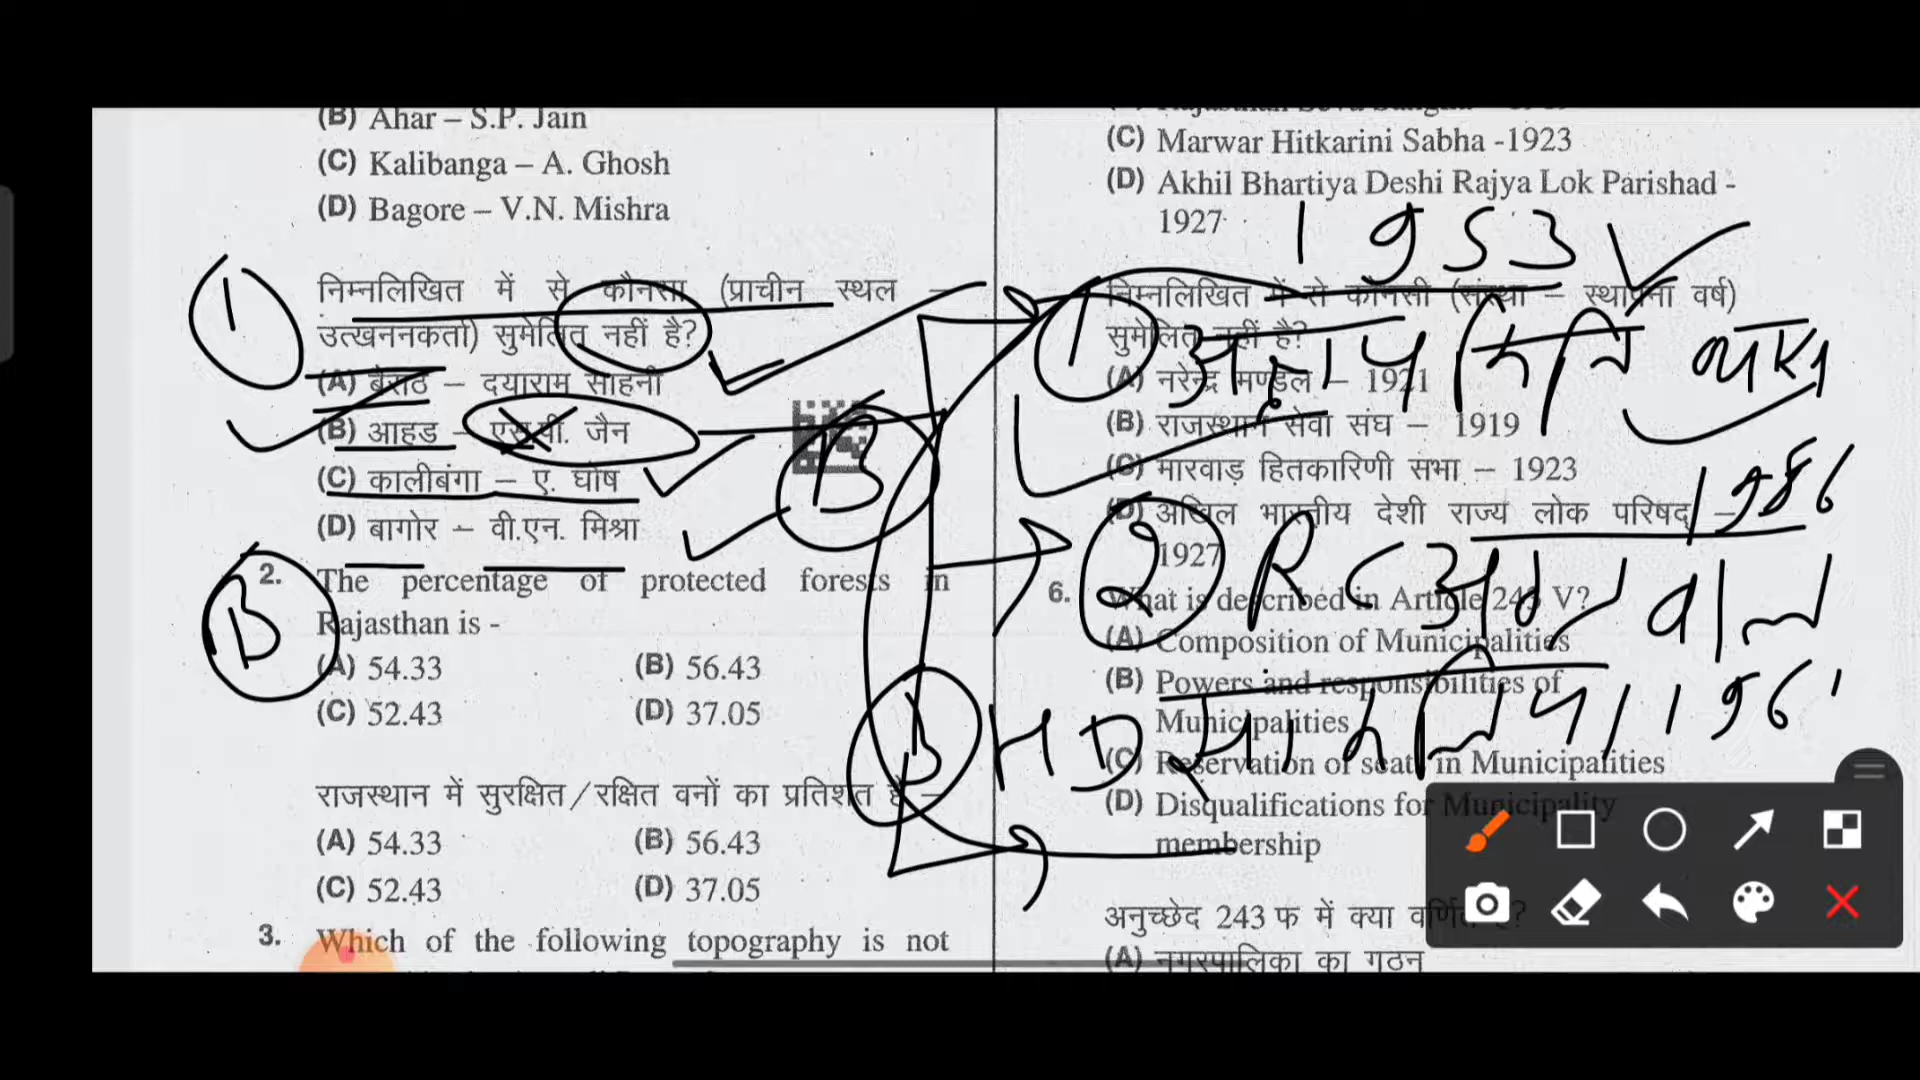 (B) Ahar – S.P. Jain
(C) Kalibanga – A. Ghosh
(D) Bagore – V.N. Mishra
1
निम्नलिखित में से कौनसा (प्राचीन स्थल –
उत्खननकर्ता) सुमेलित नहीं है?
(A) बैराठ – दयाराम साहनी
(B) आहड़ – एस.पी. जैन
(C) कालीबंगा – ए. घोष
(D) बागोर – वी.एन. मिश्रा
B
B
2. The percentage of protected forests in
Rajasthan is -
(A) 54.33 (B) 56.43
(C) 52.43 (D) 37.05
राजस्थान में सुरक्षित/रक्षित वनों का प्रतिशत है –
(A) 54.33 (B) 56.43
(C) 52.43 (D) 37.05
3. Which of the following topography is not
(C) Marwar Hitkarini Sabha -1923
(D) Akhil Bhartiya Deshi Rajya Lok Parishad -
1927
1953
निम्नलिखित में से कौनसी (संस्था – स्थापना वर्ष)
सुमेलित नहीं है?
(A) नरेन्द्र मण्डल – 1921
(B) राजस्थान सेवा संघ – 1919
(C) मारवाड़ हितकारिणी सभा – 1923
(D) अखिल भारतीय देशी राज्य लोक परिषद् –
1927
1
2 RC
HD
6. What is described in Article 243 V?
(A) Composition of Municipalities
(B) Powers and responsibilities of
Municipalities
(C) Reservation of seats in Municipalities
(D) Disqualifications for Municipality
membership
अनुच्छेद 243 फ में क्या वर्णित है?
(A) नगरपालिका का गठन